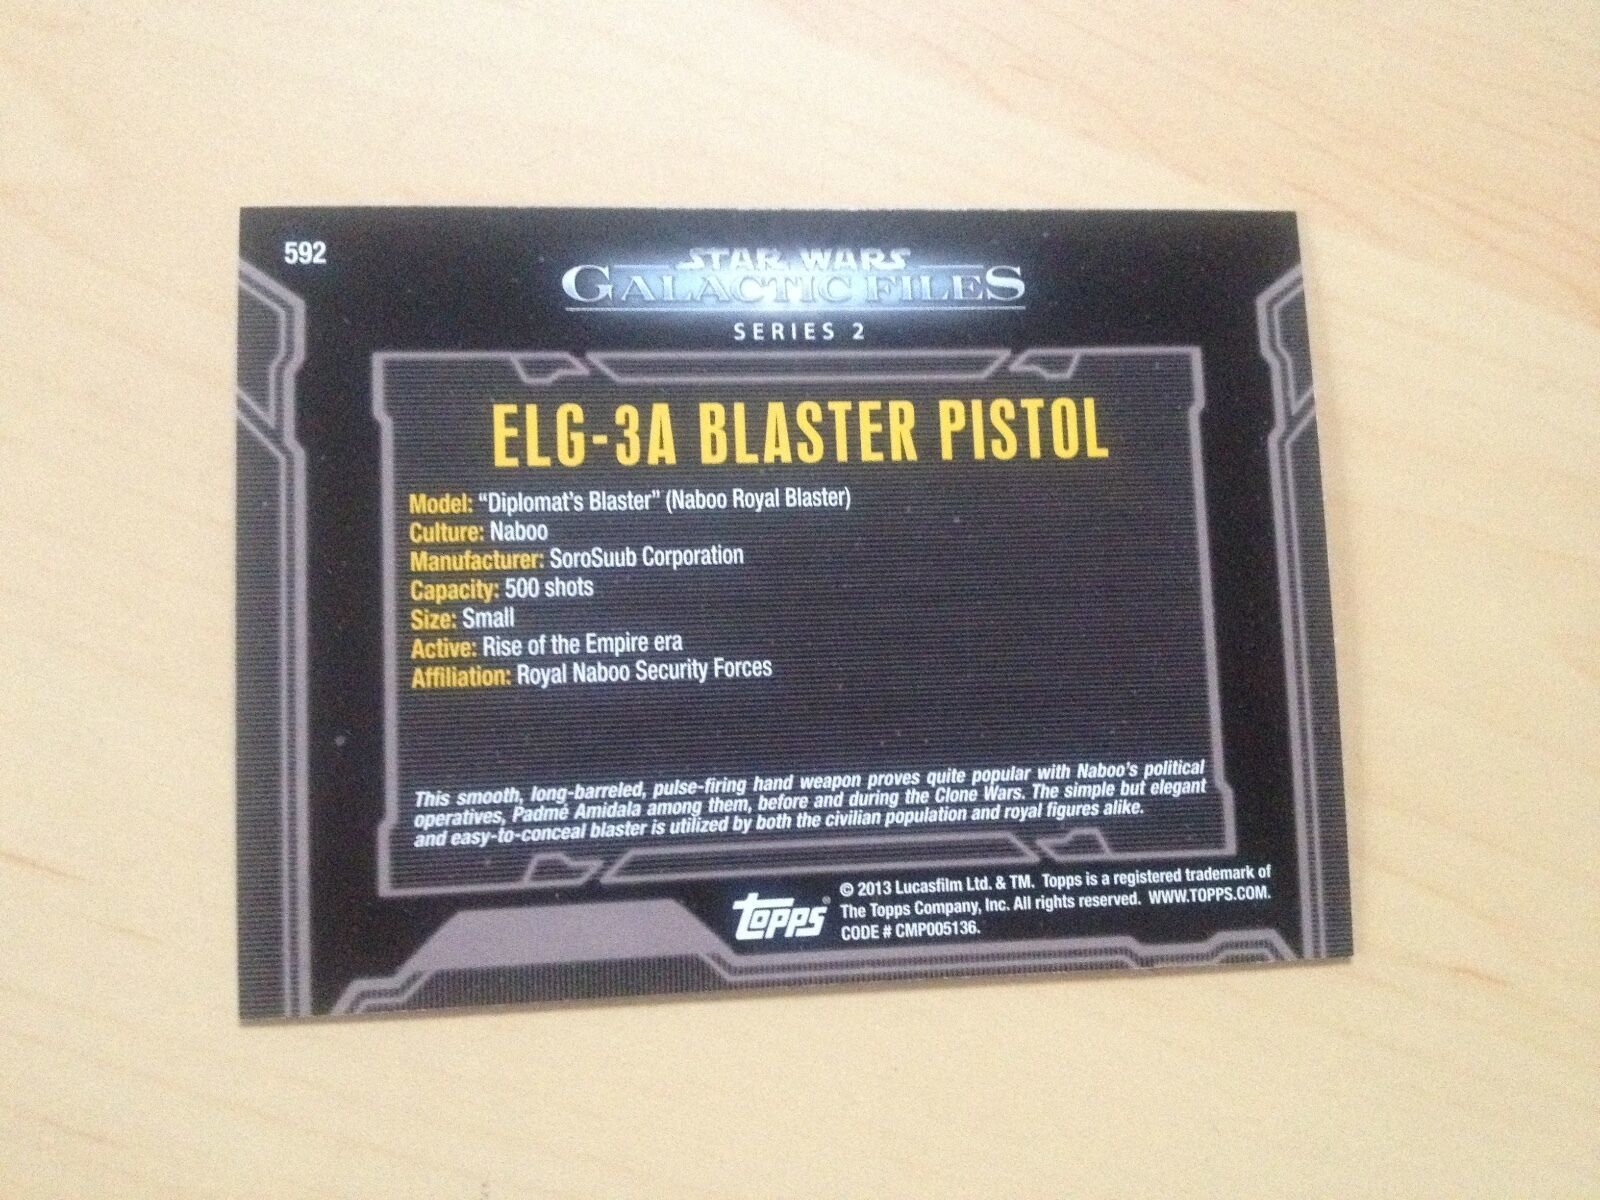 592
STAR WARS
GALACTIC FILES
SERIES 2
ELG-3A BLASTER PISTOL
Model: “Diplomat’s Blaster” (Naboo Royal Blaster)
Culture: Naboo
Manufacturer: SoroSuub Corporation
Capacity: 500 shots
Size: Small
Active: Rise of the Empire era
Affiliation: Royal Naboo Security Forces
This smooth, long-barreled, pulse-firing hand weapon proves quite popular with Naboo’s political
operatives, Padmé Amidala among them, before and during the Clone Wars. The simple but elegant
and easy-to-conceal blaster is utilized by both the civilian population and royal figures alike.
Topps®
© 2013 Lucasfilm Ltd. & TM. Topps is a registered trademark of
The Topps Company, Inc. All rights reserved. WWW.TOPPS.COM.
CODE # CMP005136.